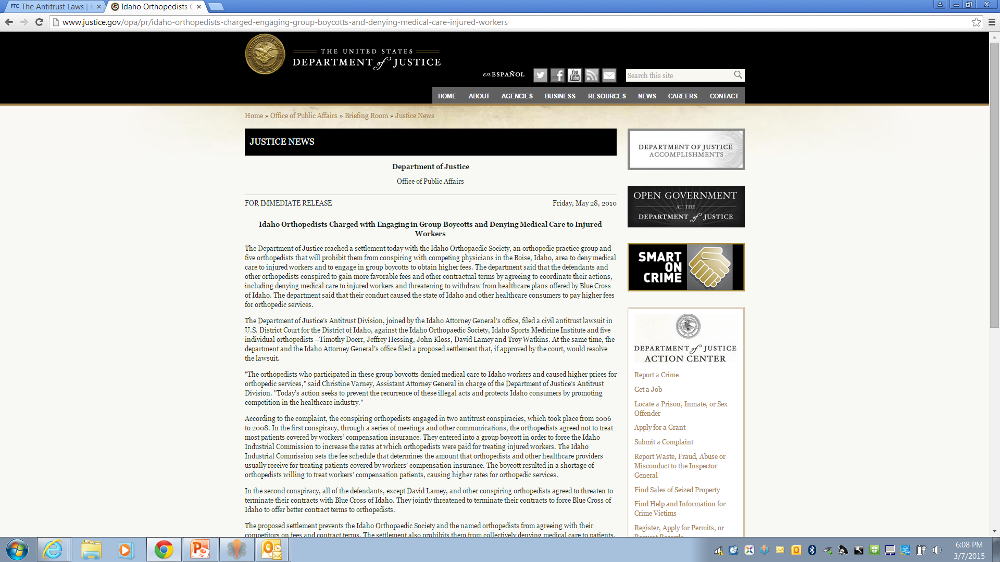 FTC The Antitrust Laws |
Idaho Orthopedists
www.justice.gov/opa/pr/idaho-orthopedists-charged-engaging-group-boycotts-and-denying-medical-care-injured-workers
THE UNITED STATES
DEPARTMENT of JUSTICE
en ESPAÑOL
You Tube
Search this site
HOME ABOUT AGENCIES BUSINESS RESOURCES NEWS CAREERS CONTACT
Home » Office of Public Affairs » Briefing Room » Justice News
JUSTICE NEWS
Department of Justice
Office of Public Affairs
FOR IMMEDIATE RELEASE Friday, May 28, 2010
Idaho Orthopedists Charged with Engaging in Group Boycotts and Denying Medical Care to Injured
Workers
The Department of Justice reached a settlement today with the Idaho Orthopaedic Society, an orthopedic practice group and
five orthopedists that will prohibit them from conspiring with competing physicians in the Boise, Idaho, area to deny medical
care to injured workers and to engage in group boycotts to obtain higher fees. The department said that the defendants and
other orthopedists conspired to gain more favorable fees and other contractual terms by agreeing to coordinate their actions,
including denying medical care to injured workers and threatening to withdraw from healthcare plans offered by Blue Cross
of Idaho. The department said that their conduct caused the state of Idaho and other healthcare consumers to pay higher fees
for orthopedic services.
The Department of Justice’s Antitrust Division, joined by the Idaho Attorney General’s office, filed a civil antitrust lawsuit in
U.S. District Court for the District of Idaho, against the Idaho Orthopaedic Society, Idaho Sports Medicine Institute and five
individual orthopedists –Timothy Doerr, Jeffrey Hessing, John Kloss, David Lamey and Troy Watkins. At the same time, the
department and the Idaho Attorney General’s office filed a proposed settlement that, if approved by the court, would resolve
the lawsuit.
"The orthopedists who participated in these group boycotts denied medical care to Idaho workers and caused higher prices for
orthopedic services," said Christine Varney, Assistant Attorney General in charge of the Department of Justice’s Antitrust
Division. "Today’s action seeks to prevent the recurrence of these illegal acts and protects Idaho consumers by promoting
competition in the healthcare industry."
According to the complaint, the conspiring orthopedists engaged in two antitrust conspiracies, which took place from 2006
to 2008. In the first conspiracy, through a series of meetings and other communications, the orthopedists agreed not to treat
most patients covered by workers’ compensation insurance. They entered into a group boycott in order to force the Idaho
Industrial Commission to increase the rates at which orthopedists were paid for treating injured workers. The Idaho
Industrial Commission sets the fee schedule that determines the amount that orthopedists and other healthcare providers
usually receive for treating patients covered by workers’ compensation insurance. The boycott resulted in a shortage of
orthopedists willing to treat workers’ compensation patients, causing higher rates for orthopedic services.
In the second conspiracy, all of the defendants, except David Lamey, and other conspiring orthopedists agreed to threaten to
terminate their contracts with Blue Cross of Idaho. They jointly threatened to terminate their contracts to force Blue Cross of
Idaho to offer better contract terms to orthopedists.
The proposed settlement prevents the Idaho Orthopaedic Society and the named orthopedists from agreeing with their
competitors on fees and contract terms. The settlement also prohibits them from collectively denying medical care to patients,
DEPARTMENT OF JUSTICE
ACCOMPLISHMENTS
OPEN GOVERNMENT
AT THE
DEPARTMENT of JUSTICE
SMART
ON
CRIME
DEPARTMENT of JUSTICE
ACTION CENTER
Report a Crime
Get a Job
Locate a Prison, Inmate, or Sex
Offender
Apply for a Grant
Submit a Complaint
Report Waste, Fraud, Abuse or
Misconduct to the Inspector
General
Find Sales of Seized Property
Find Help and Information for
Crime Victims
Register, Apply for Permits, or
Request Records
6:08 PM
3/7/2015